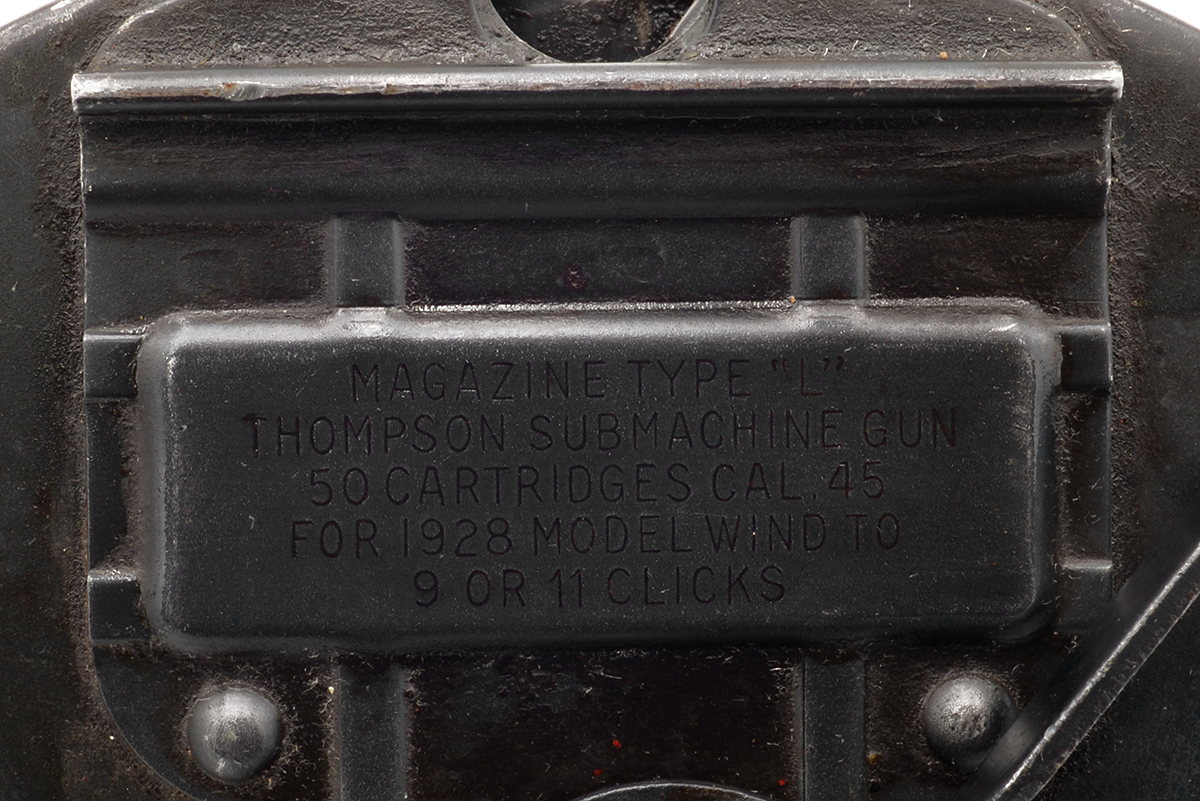 MAGAZINE TYPE "L"
THOMPSON SUBMACHINE GUN
50 CARTRIDGES CAL. 45
FOR 1928 MODEL WIND TO
9 OR 11 CLICKS